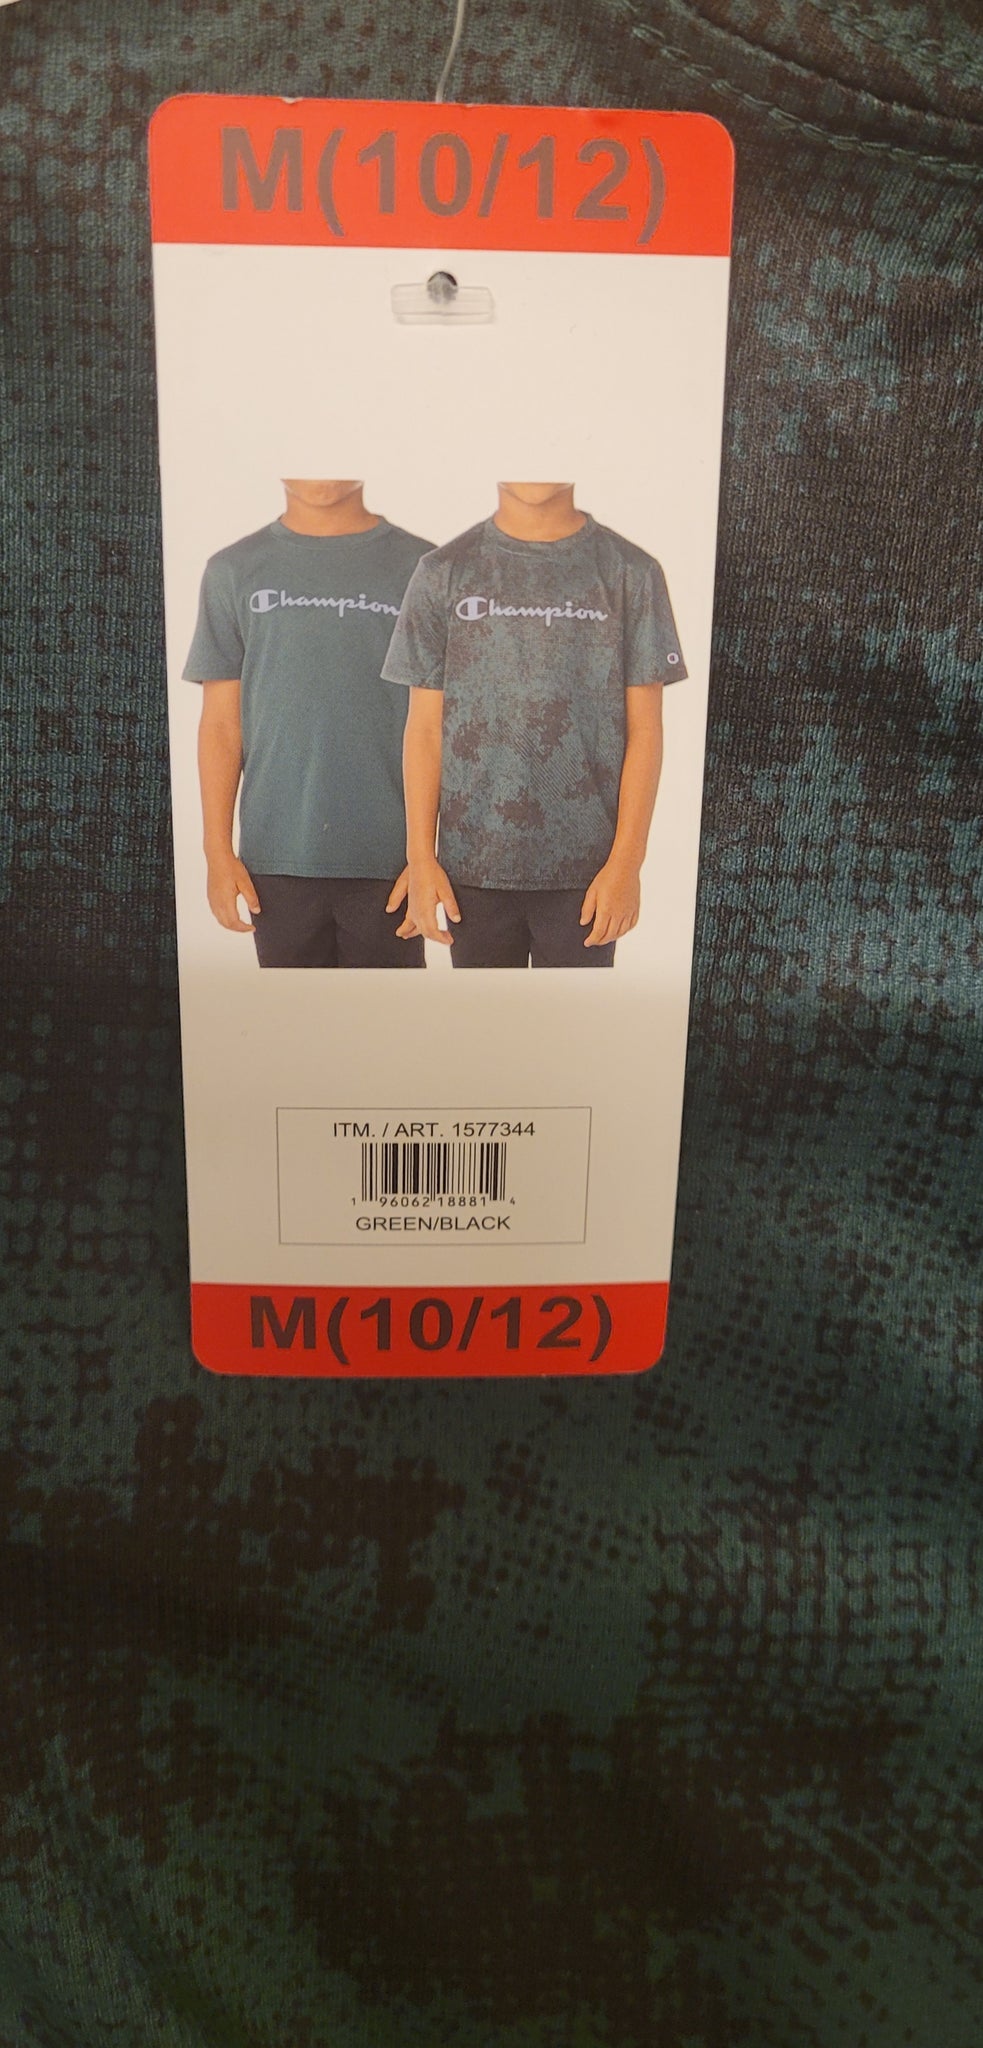 M(10/12)
Champion
Champion
ITM. / ART. 1577344
1 96062 18881 4
GREEN/BLACK
M(10/12)